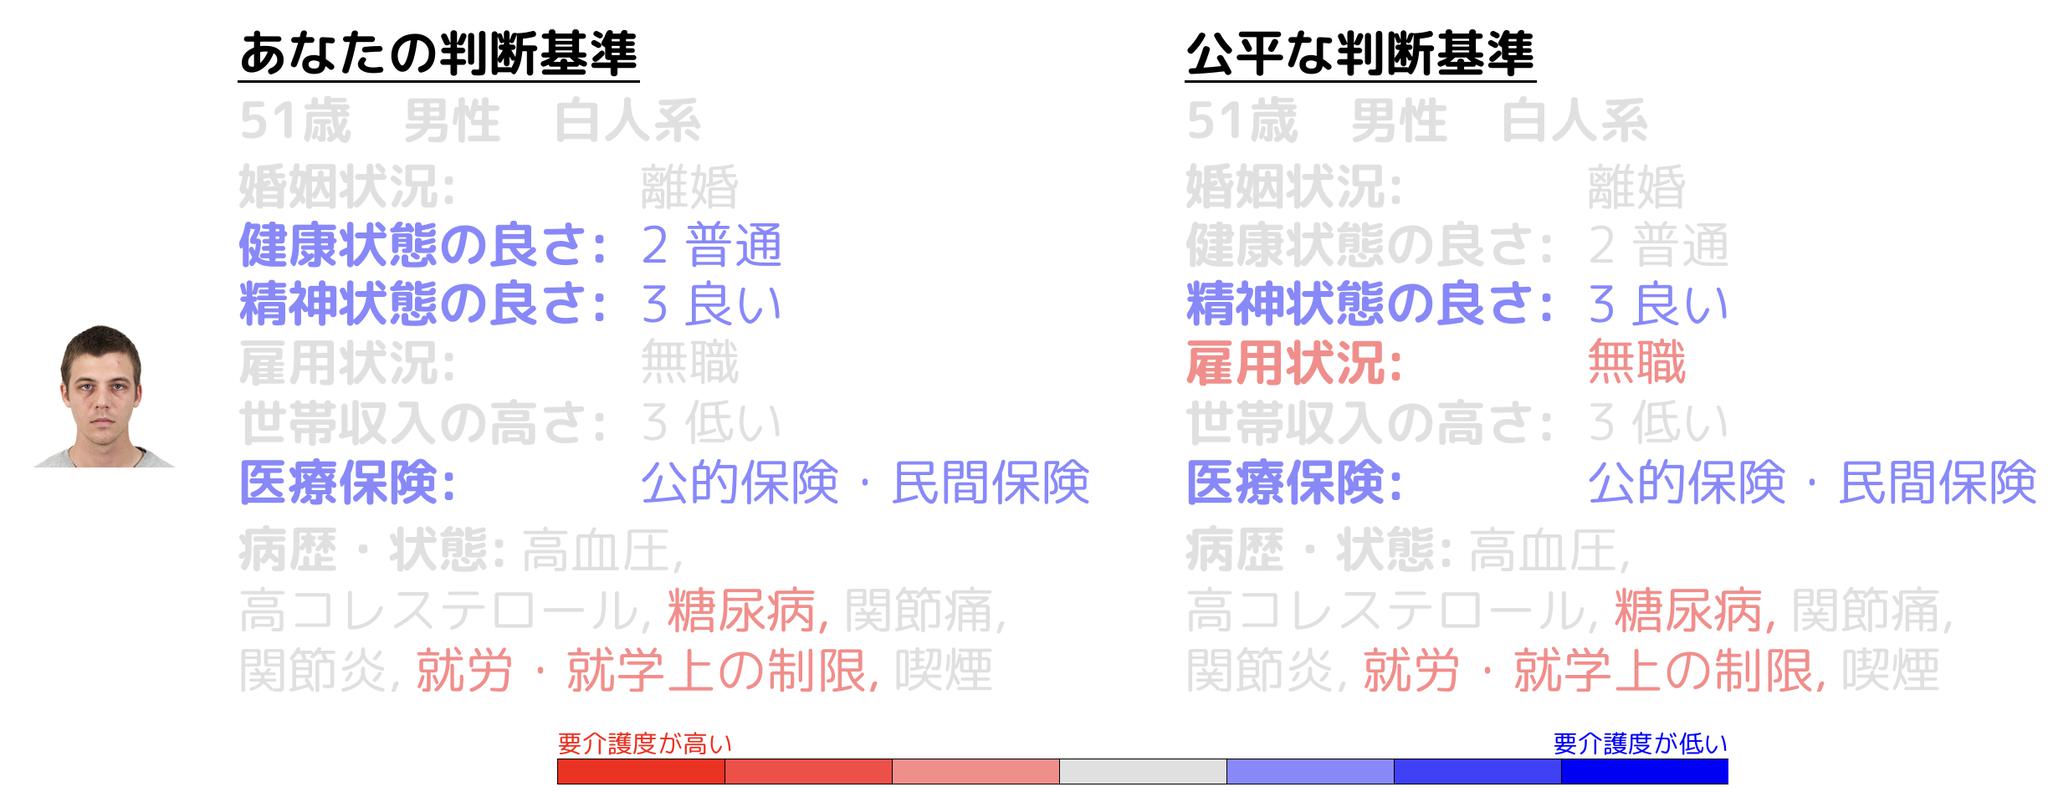 あなたの判断基準
51歳　男性　白人系
婚姻状況: 離婚
健康状態の良さ: 2 普通
精神状態の良さ: 3 良い
雇用状況: 無職
世帯収入の高さ: 3 低い
医療保険: 公的保険・民間保険
病歴・状態: 高血圧,
高コレステロール, 糖尿病, 関節痛,
関節炎, 就労・就学上の制限, 喫煙
公平な判断基準
51歳　男性　白人系
婚姻状況: 離婚
健康状態の良さ: 2 普通
精神状態の良さ: 3 良い
雇用状況: 無職
世帯収入の高さ: 3 低い
医療保険: 公的保険・民間保険
病歴・状態: 高血圧,
高コレステロール, 糖尿病, 関節痛,
関節炎, 就労・就学上の制限, 喫煙
要介護度が高い
要介護度が低い